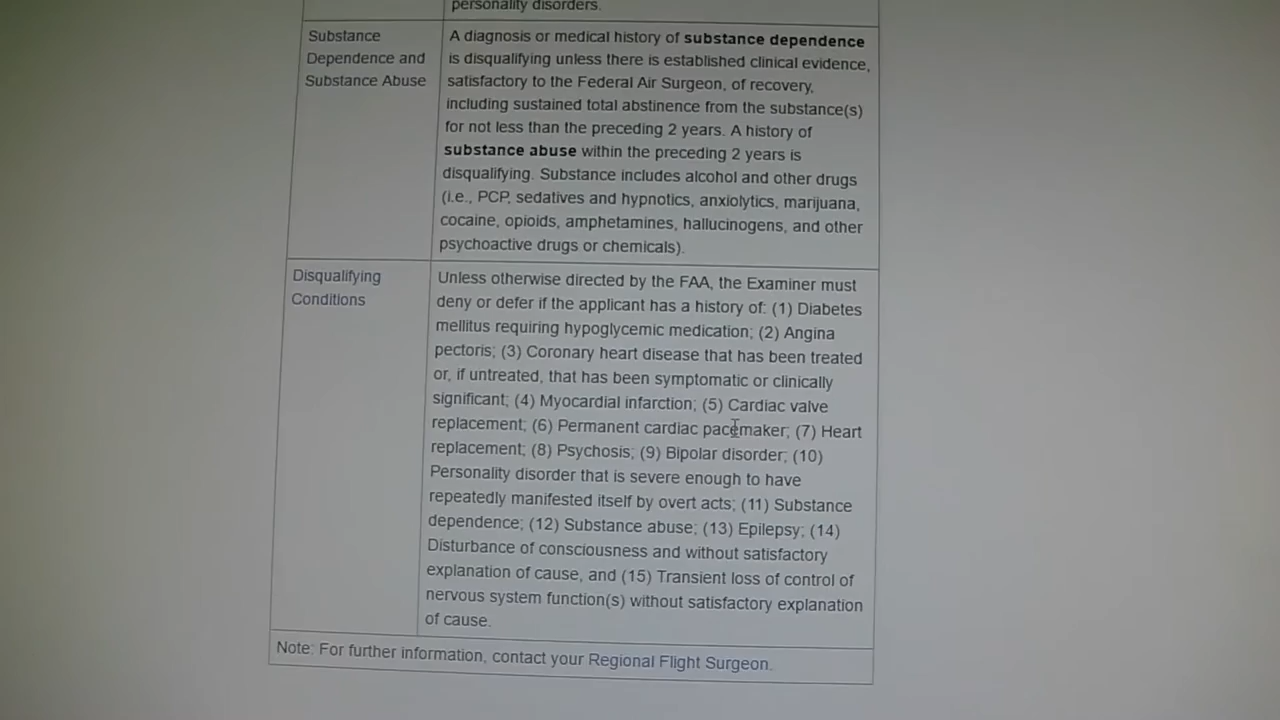 personality disorders.
Substance
Dependence and
Substance Abuse
A diagnosis or medical history of substance dependence
is disqualifying unless there is established clinical evidence,
satisfactory to the Federal Air Surgeon, of recovery,
including sustained total abstinence from the substance(s)
for not less than the preceding 2 years. A history of
substance abuse within the preceding 2 years is
disqualifying. Substance includes alcohol and other drugs
(i.e., PCP, sedatives and hypnotics, anxiolytics, marijuana,
cocaine, opioids, amphetamines, hallucinogens, and other
psychoactive drugs or chemicals).
Disqualifying
Conditions
Unless otherwise directed by the FAA, the Examiner must
deny or defer if the applicant has a history of: (1) Diabetes
mellitus requiring hypoglycemic medication; (2) Angina
pectoris; (3) Coronary heart disease that has been treated
or, if untreated, that has been symptomatic or clinically
significant; (4) Myocardial infarction; (5) Cardiac valve
replacement; (6) Permanent cardiac pacemaker; (7) Heart
replacement; (8) Psychosis; (9) Bipolar disorder; (10)
Personality disorder that is severe enough to have
repeatedly manifested itself by overt acts; (11) Substance
dependence; (12) Substance abuse; (13) Epilepsy; (14)
Disturbance of consciousness and without satisfactory
explanation of cause, and (15) Transient loss of control of
nervous system function(s) without satisfactory explanation
of cause.
Note: For further information, contact your Regional Flight Surgeon.